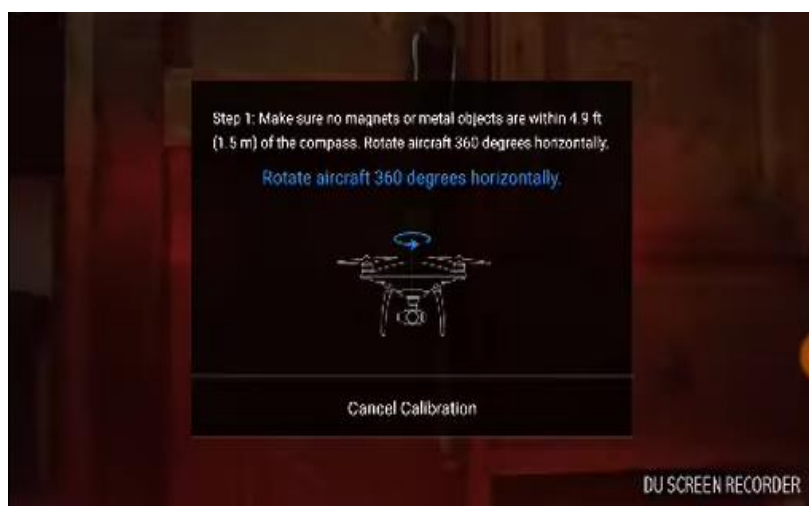 Step 1: Make sure no magnets or metal objects are within 4.9 ft
(1.5 m) of the compass. Rotate aircraft 360 degrees horizontally.
Rotate aircraft 360 degrees horizontally.
Cancel Calibration
DU SCREEN RECORDER